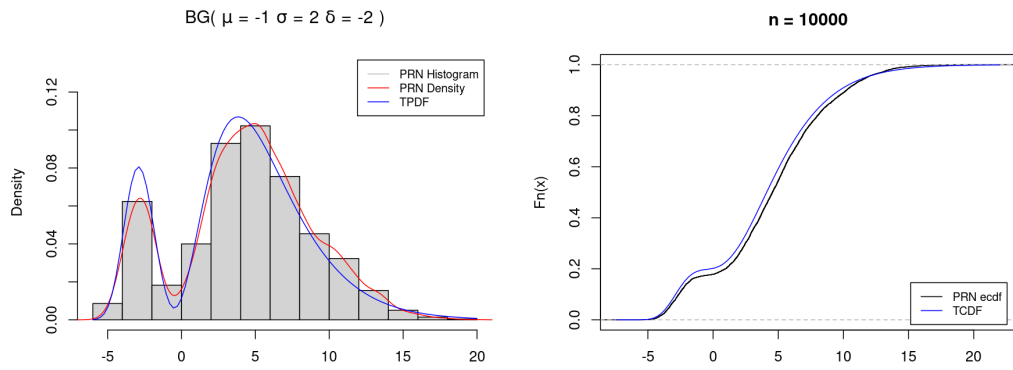 BG( μ = -1 σ = 2 δ = -2 )
PRN Histogram
PRN Density
TPDF
Density
0.00 0.04 0.08 0.12
-5 0 5 10 15 20
n = 10000
Fn(x)
0.0 0.2 0.4 0.6 0.8 1.0
PRN ecdf
TCDF
-5 0 5 10 15 20